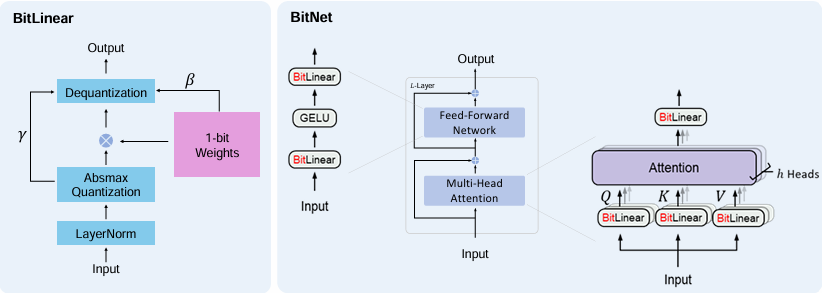 BitLinear
Output
Dequantization
β
γ
1-bit
Weights
Absmax
Quantization
LayerNorm
Input
BitNet
BitLinear
GELU
BitLinear
Input
Output
L-Layer
Feed-Forward
Network
Multi-Head
Attention
Input
BitLinear
Attention
h Heads
Q K V
BitLinear BitLinear BitLinear
Input